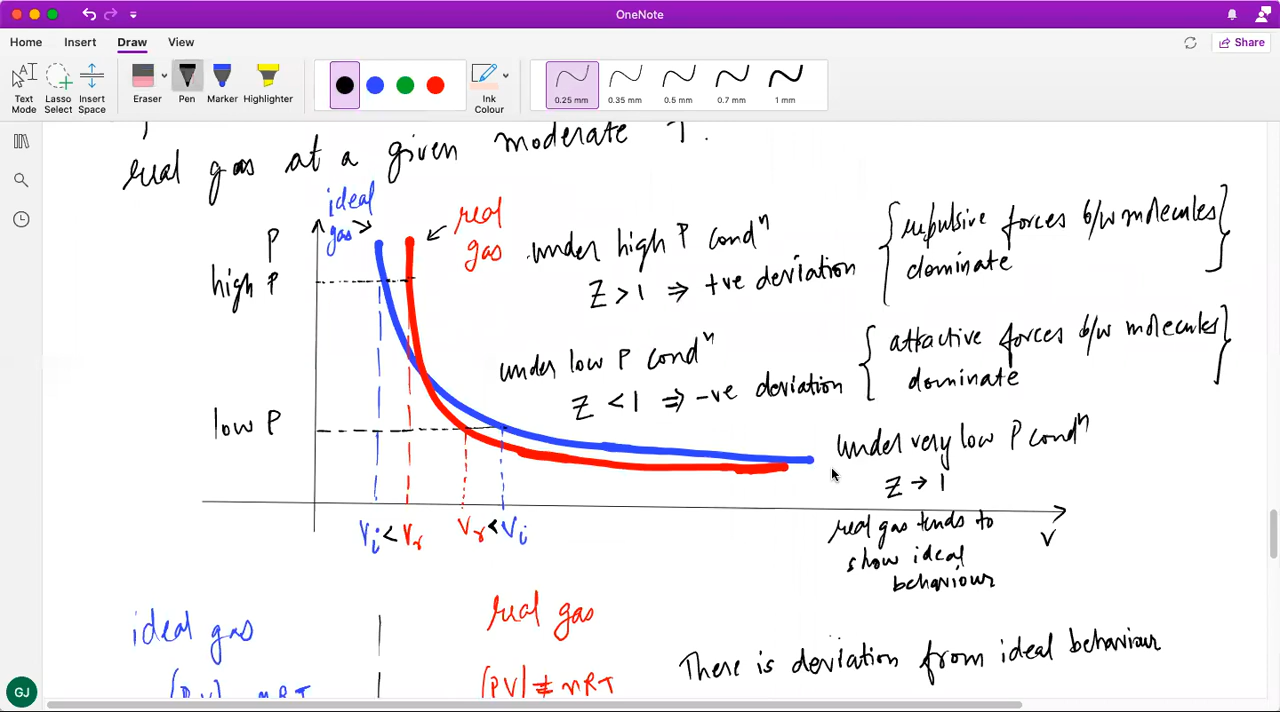 OneNote
Home Insert Draw View
Share
Text Mode
Lasso Select
Insert Space
Eraser
Pen
Marker
Highlighter
Ink Colour
0.25 mm
0.35 mm
0.5 mm
0.7 mm
1 mm
real gas at a given moderate T.
ideal gas
real gas
P
high P
low P
under high P condⁿ
Z > 1 ⇒ +ve deviation
{repulsive forces b/w molecules
dominate}
under low P condⁿ
Z < 1 ⇒ -ve deviation
{attractive forces b/w molecules
dominate}
under very low P condⁿ
Z → 1
real gas tends to
show ideal
behaviour
V
Vi < Vr
Vr < Vi
ideal gas
real gas
There is deviation from ideal behaviour
(PV) ≠ nRT
nRT
GJ